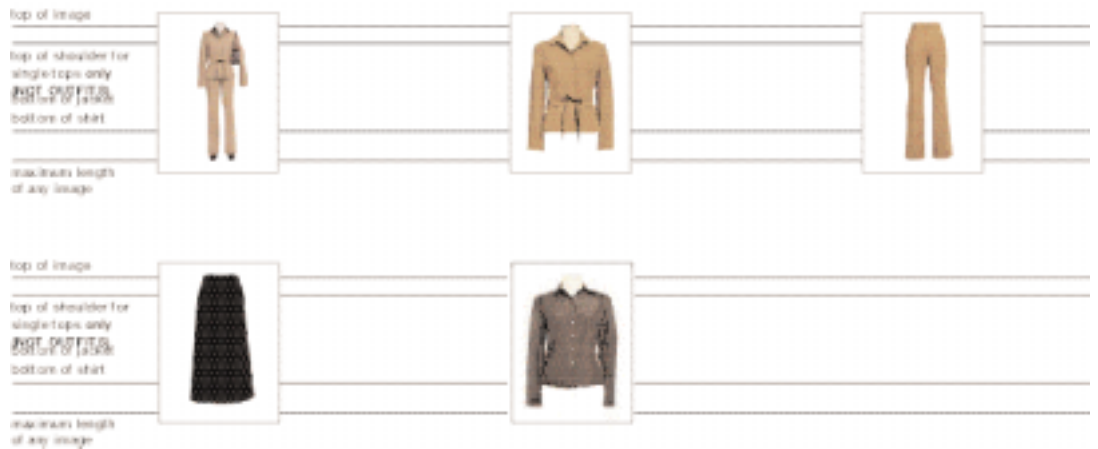 top of image
top of shoulder for
single tops only
(NOT OUTFITS)
bottom of jacket
bottom of shirt
maximum length
of any image
top of image
top of shoulder for
single tops only
(NOT OUTFITS)
bottom of jacket
bottom of shirt
maximum length
of any image